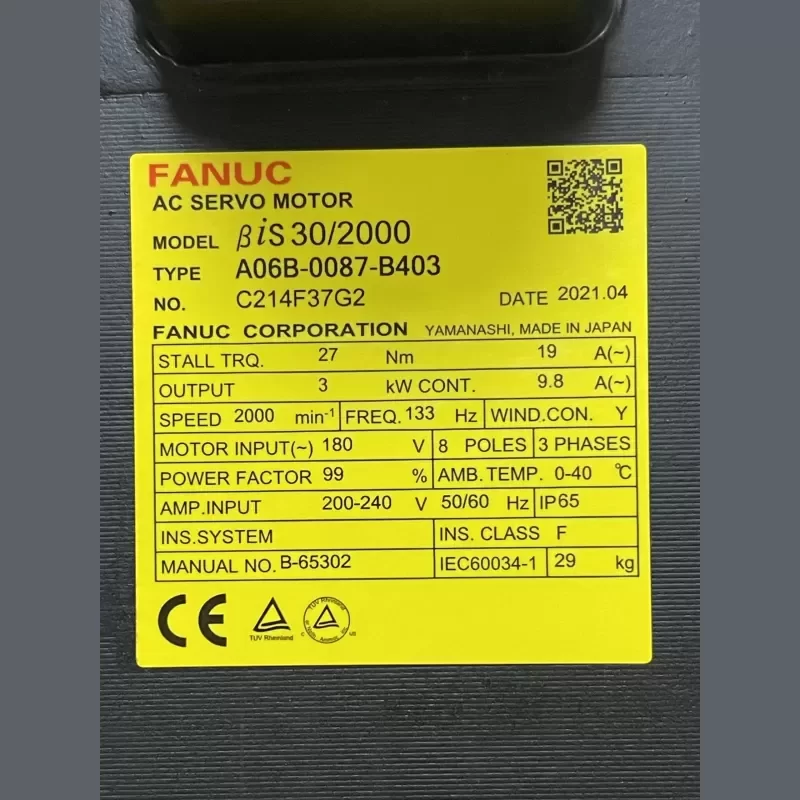 FANUC
AC SERVO MOTOR
MODEL βiS 30/2000
TYPE A06B-0087-B403
NO. C214F37G2 DATE 2021.04
FANUC CORPORATION YAMANASHI, MADE IN JAPAN
STALL TRQ. 27 Nm 19 A(~)
OUTPUT 3 kW CONT. 9.8 A(~)
SPEED 2000 min-1 FREQ. 133 Hz WIND.CON. Y
MOTOR INPUT(~) 180 V 8 POLES 3 PHASES
POWER FACTOR 99 % AMB.TEMP. 0-40 ℃
AMP.INPUT 200-240 V 50/60 Hz IP65
INS.SYSTEM INS. CLASS F
MANUAL NO. B-65302 IEC60034-1 29 kg
CE
TUV Rheinland
TUV Rheinland
C US